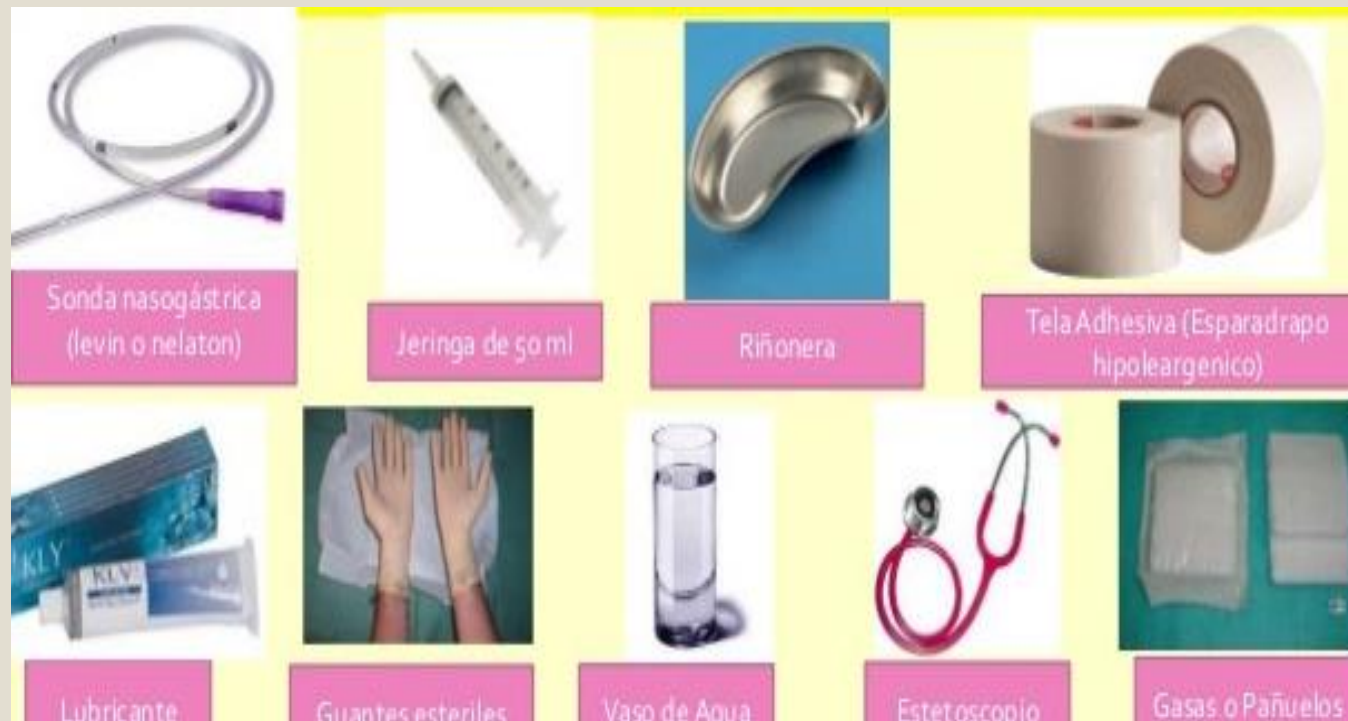 Sonda nasogástrica
(levin o nelaton)
Jeringa de 50 ml
Riñonera
Tela Adhesiva (Esparadrapo
hipoleargenico)
KLY
KLY
Lubricante
Guantes esteriles
Vaso de Agua
Estetoscopio
Gasas o Pañuelos